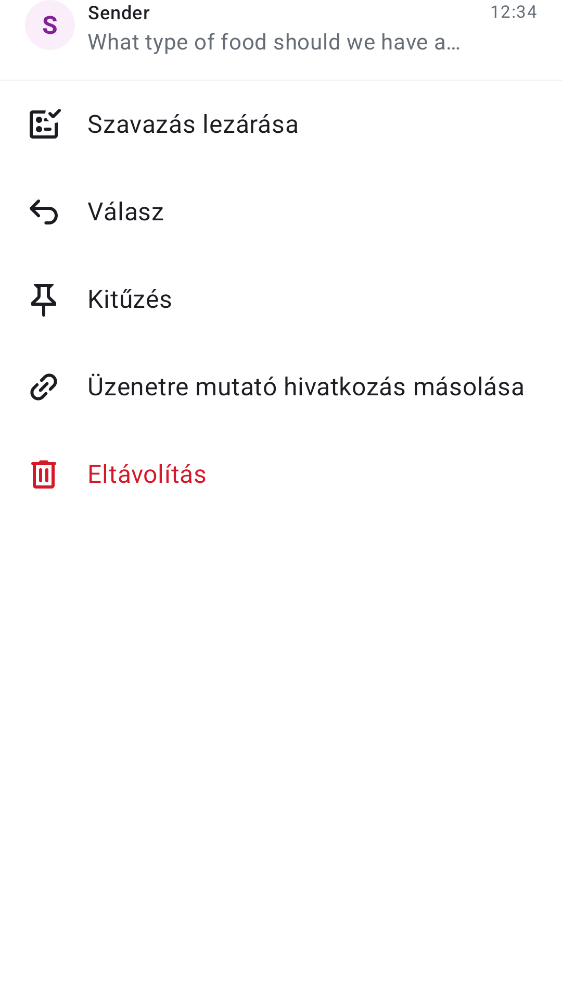 S
Sender
12:34
What type of food should we have a…
Szavazás lezárása
Válasz
Kitűzés
Üzenetre mutató hivatkozás másolása
Eltávolítás